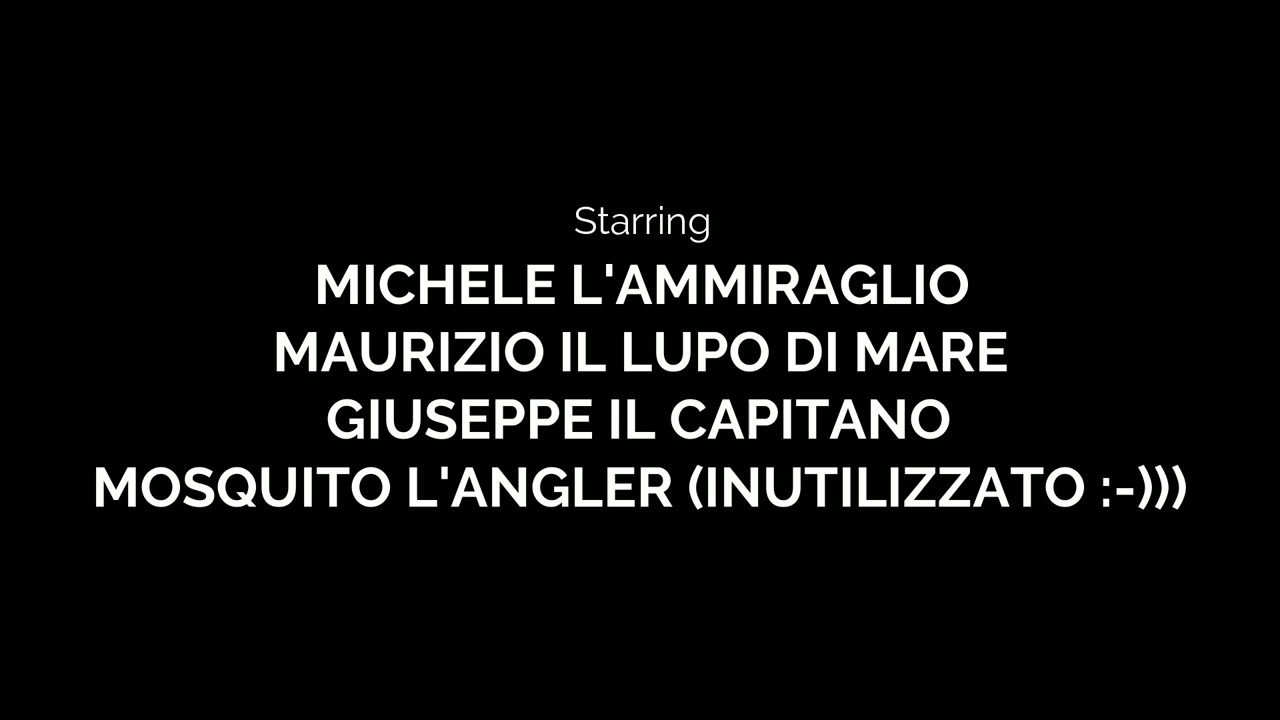 Starring
MICHELE L'AMMIRAGLIO
MAURIZIO IL LUPO DI MARE
GIUSEPPE IL CAPITANO
MOSQUITO L'ANGLER (INUTILIZZATO :-)))